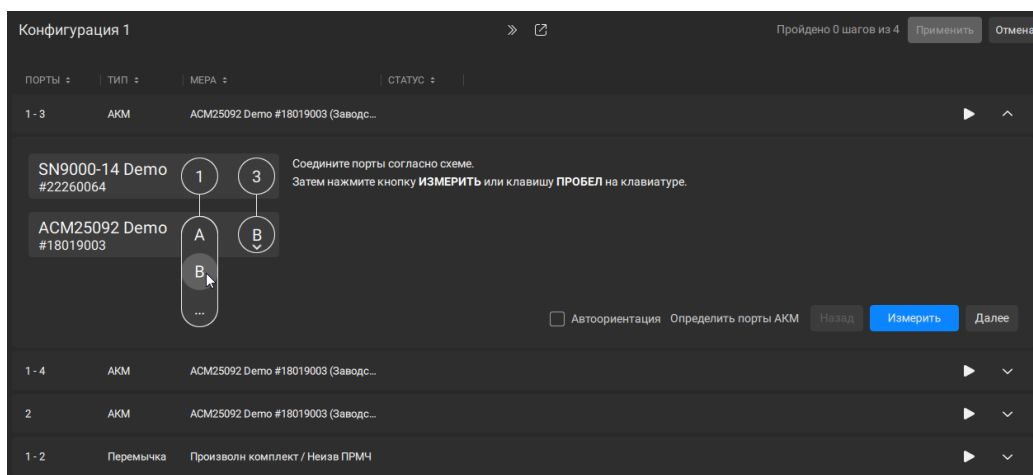 Конфигурация 1
Пройдено 0 шагов из 4
Применить
Отмена
ПОРТЫ
ТИП
МЕРА
СТАТУС
1 - 3 АКМ ACM25092 Demo #18019003 (Заводс...
SN9000-14 Demo
#22260064
1 3
Соедините порты согласно схеме.
Затем нажмите кнопку ИЗМЕРИТЬ или клавишу ПРОБЕЛ на клавиатуре.
ACM25092 Demo
#18019003
A B
B
...
Автоориентация Определить порты АКМ Назад Измерить Далее
1 - 4 АКМ ACM25092 Demo #18019003 (Заводс...
2 АКМ ACM25092 Demo #18019003 (Заводс...
1 - 2 Перемычка Произволн комплект / Неизв ПРМЧ